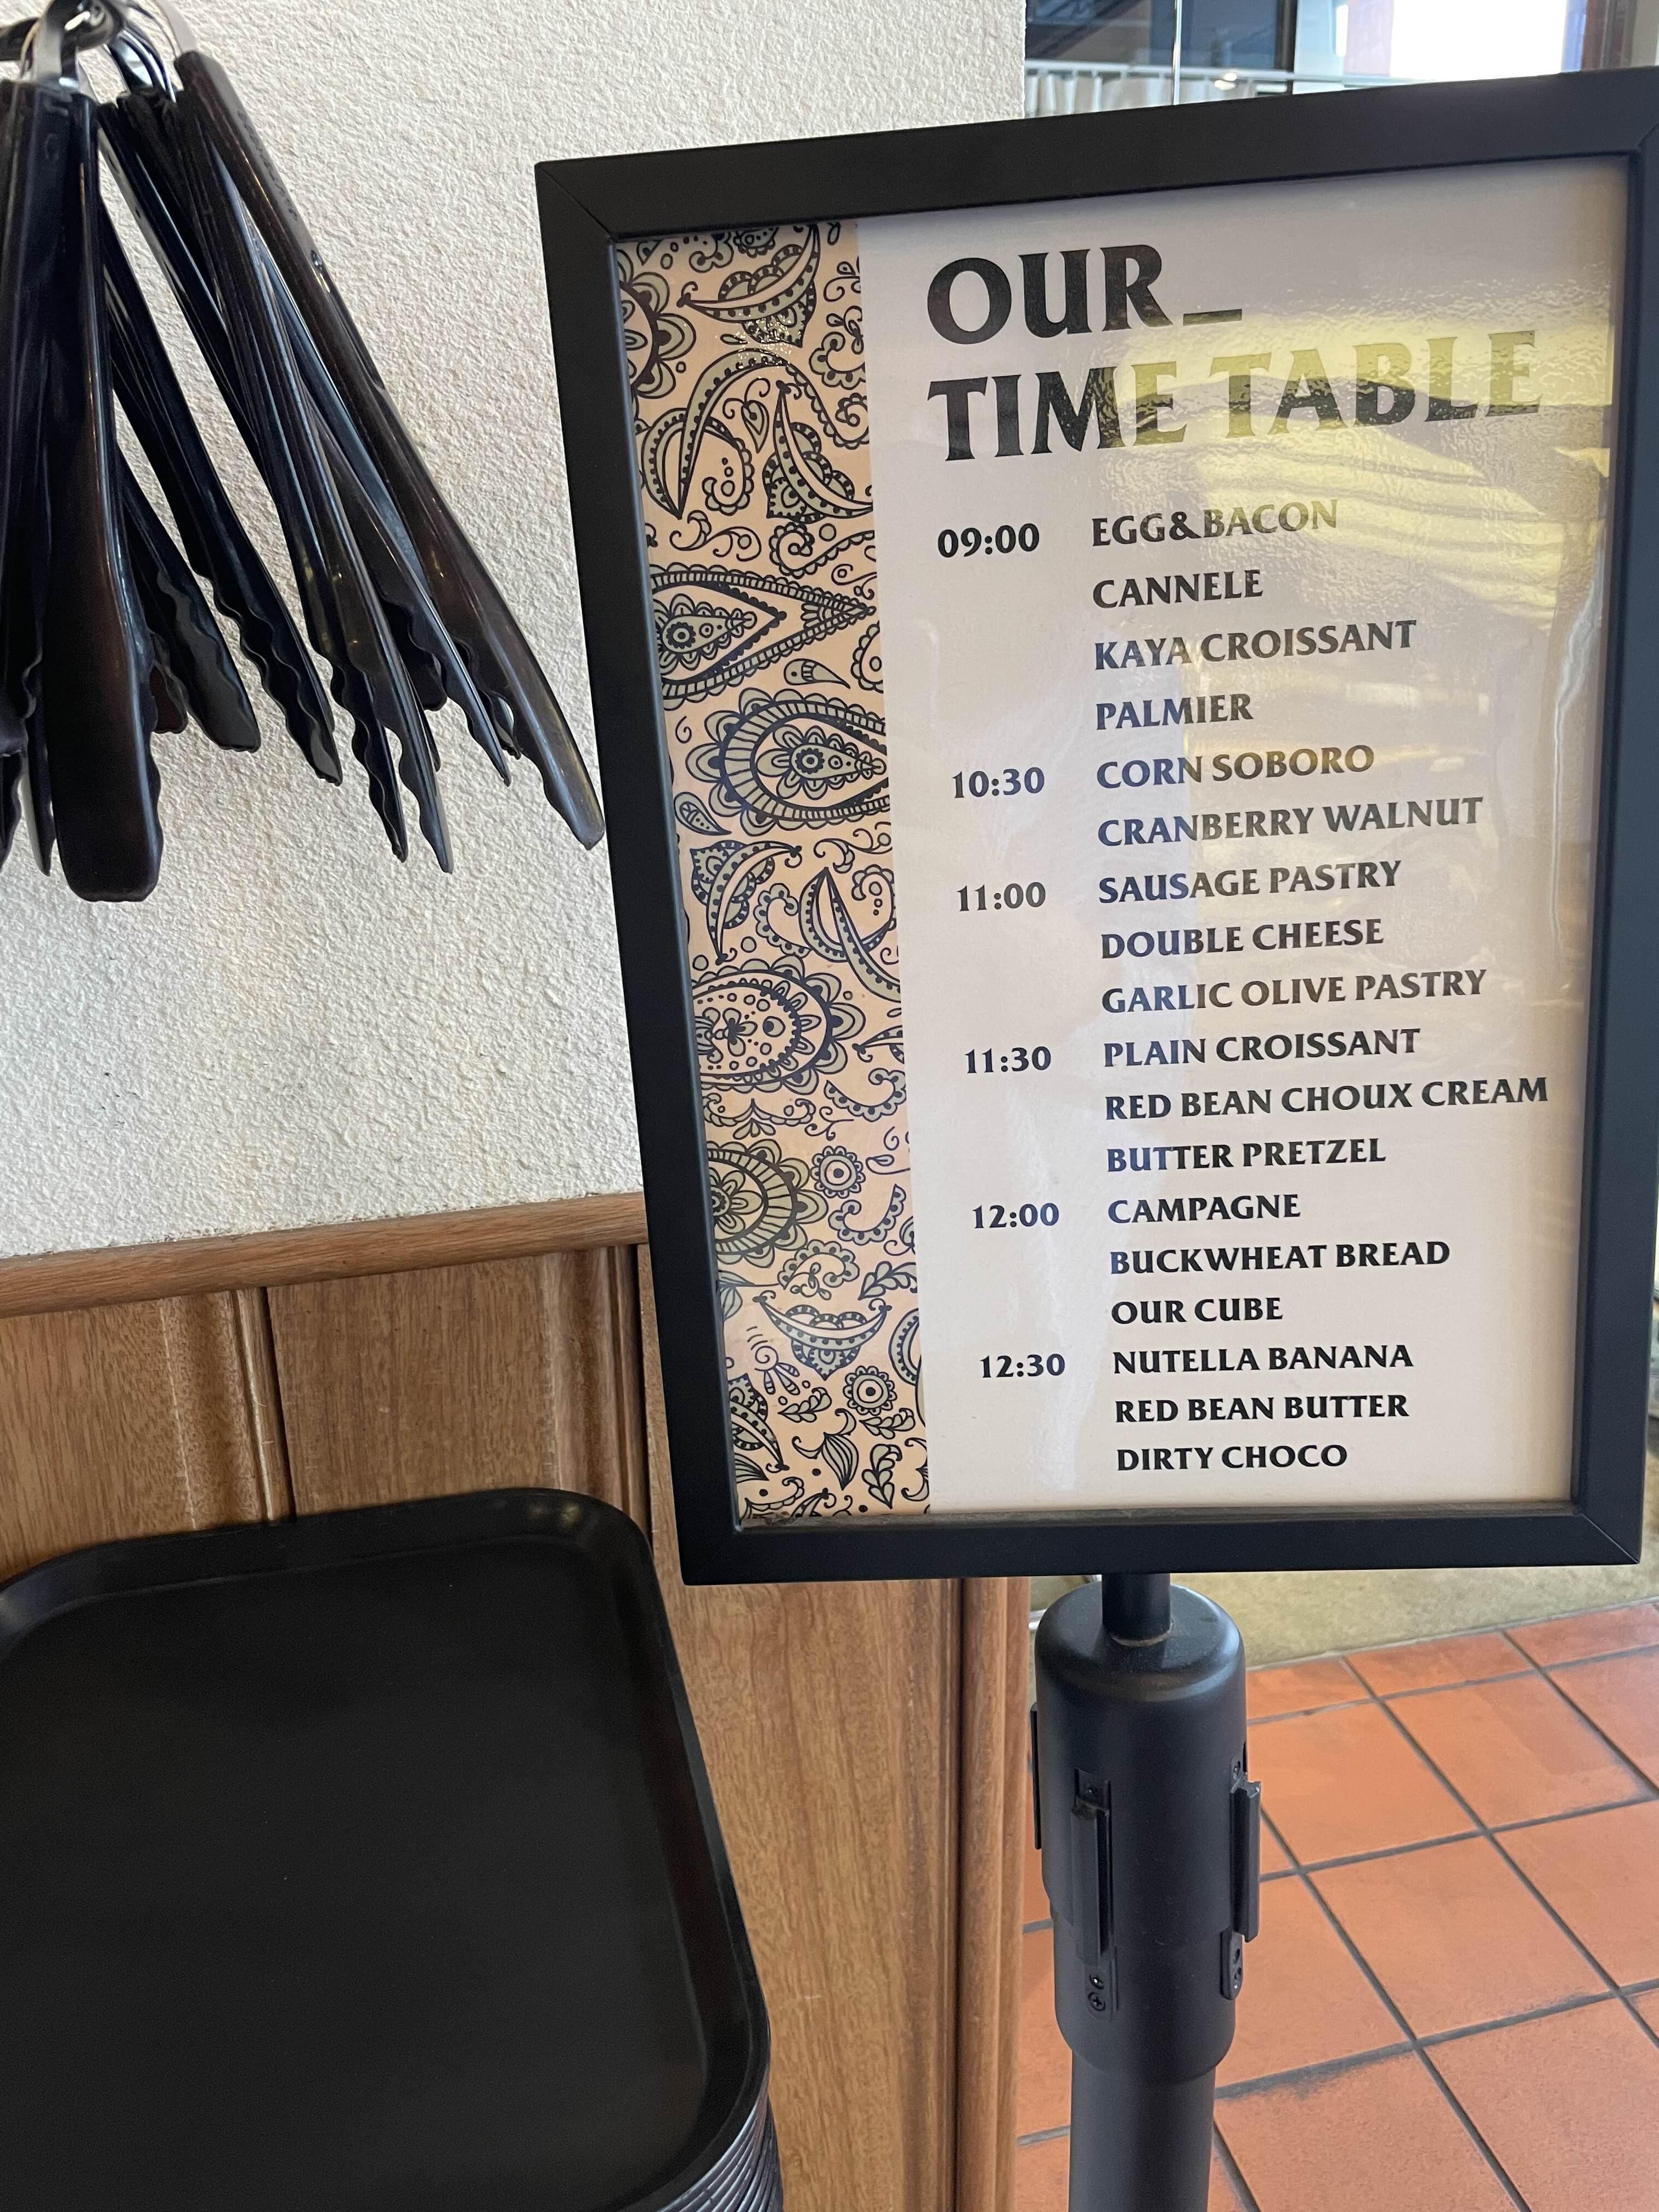 OUR_
TIME TABLE
09:00 EGG&BACON
CANNELE
KAYA CROISSANT
PALMIER
10:30 CORN SOBORO
CRANBERRY WALNUT
11:00 SAUSAGE PASTRY
DOUBLE CHEESE
GARLIC OLIVE PASTRY
11:30 PLAIN CROISSANT
RED BEAN CHOUX CREAM
BUTTER PRETZEL
12:00 CAMPAGNE
BUCKWHEAT BREAD
OUR CUBE
12:30 NUTELLA BANANA
RED BEAN BUTTER
DIRTY CHOCO